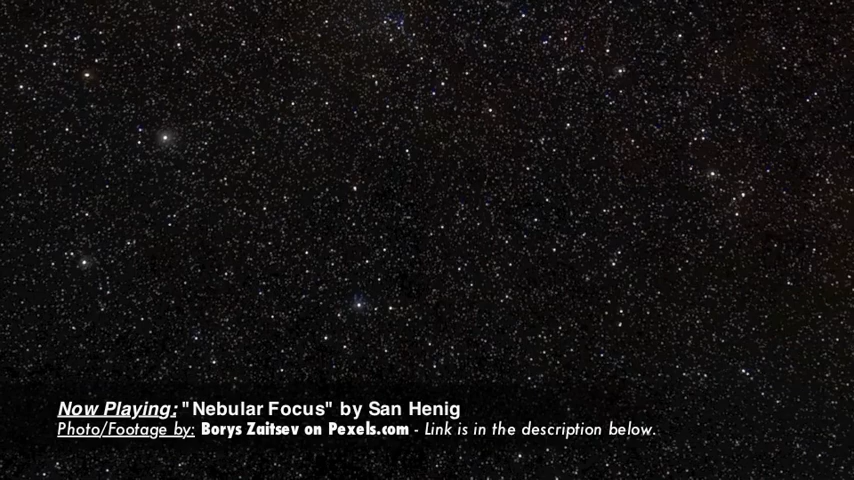 Now Playing: "Nebular Focus" by San Henig
Photo/Footage by: Borys Zaitsev on Pexels.com - Link is in the description below.